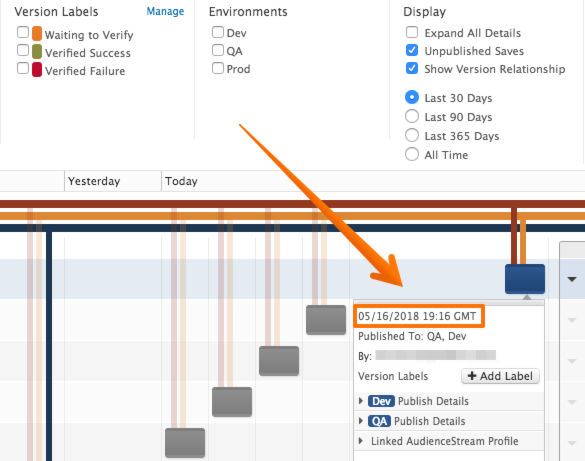 Version Labels
Manage
Waiting to Verify
Verified Success
Verified Failure
Environments
Dev
QA
Prod
Display
Expand All Details
Unpublished Saves
Show Version Relationship
Last 30 Days
Last 90 Days
Last 365 Days
All Time
Yesterday
Today
05/16/2018 19:16 GMT
Published To: QA, Dev
By:
Version Labels
+ Add Label
Dev Publish Details
QA Publish Details
Linked AudienceStream Profile